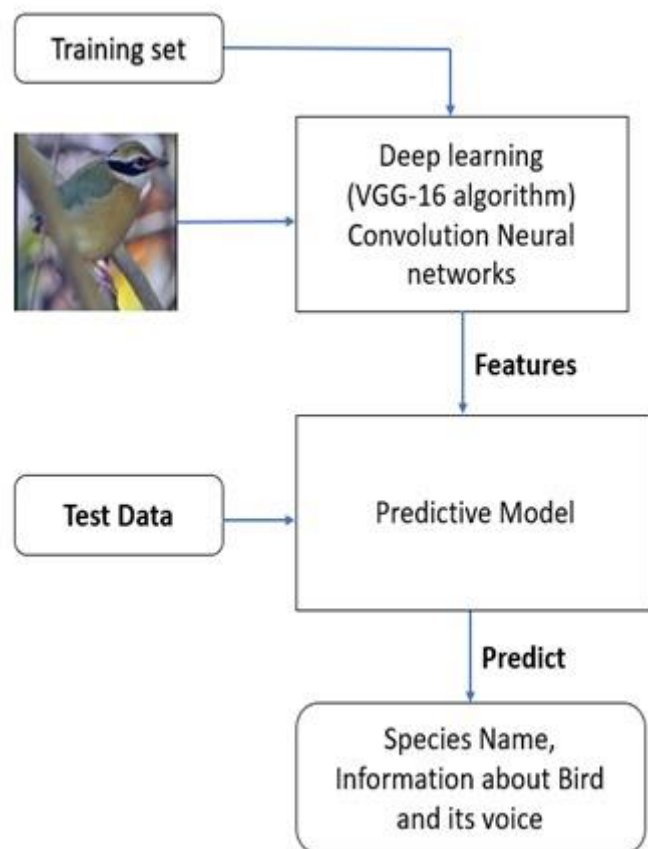 Training set
Deep learning
(VGG-16 algorithm)
Convolution Neural
networks
Features
Test Data
Predictive Model
Predict
Species Name,
Information about Bird
and its voice